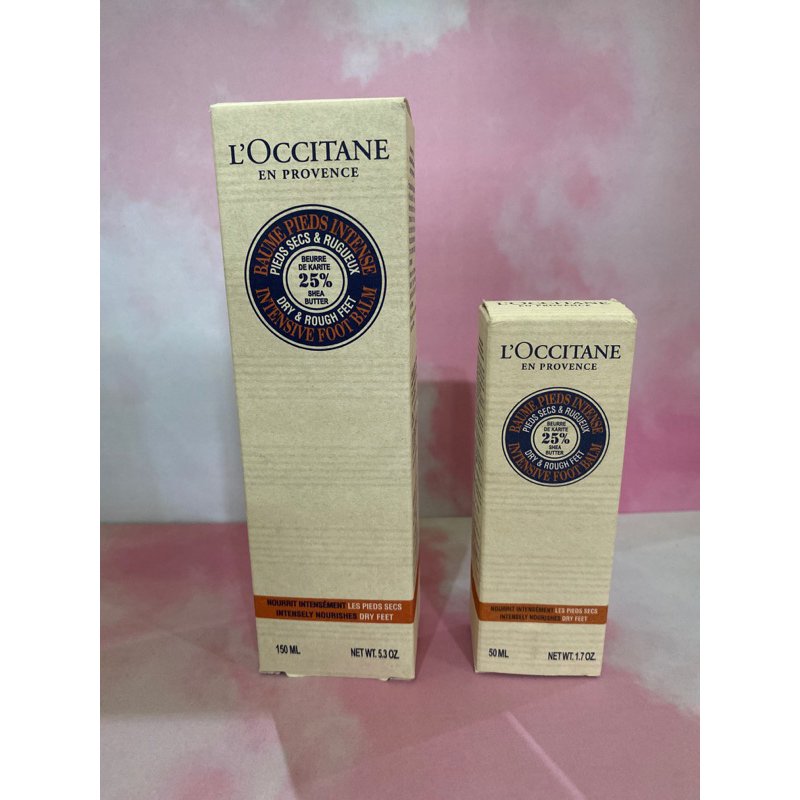 L'OCCITANE
EN PROVENCE
BAUME PIEDS INTENSE
PIEDS SECS & RUGUEUX
BEURRE
DE KARITE
25%
SHEA
BUTTER
DRY & ROUGH FEET
INTENSIVE FOOT BALM
NOURRIT INTENSÉMENT LES PIEDS SECS
INTENSELY NOURISHES DRY FEET
150 ML NET WT. 5.3 OZ.
L'OCCITANE
EN PROVENCE
L'OCCITANE
EN PROVENCE
BAUME PIEDS INTENSE
PIEDS SECS & RUGUEUX
BEURRE
DE KARITE
25%
SHEA
BUTTER
DRY & ROUGH FEET
INTENSIVE FOOT BALM
NOURRIT INTENSÉMENT LES PIEDS SECS
INTENSELY NOURISHES DRY FEET
50 ML NET WT. 1.7 OZ.